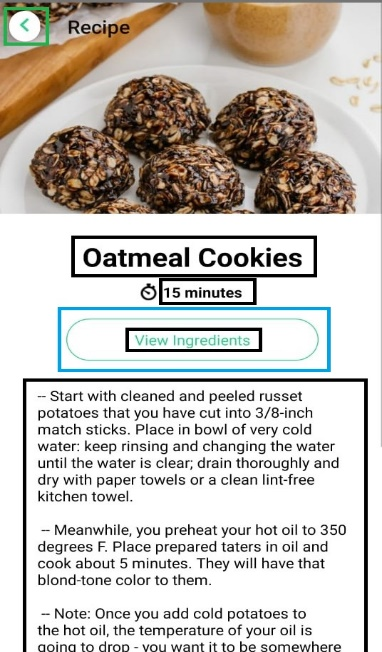 Recipe
Oatmeal Cookies
15 minutes
View Ingredients
-- Start with cleaned and peeled russet
potatoes that you have cut into 3/8-inch
match sticks. Place in bowl of very cold
water: keep rinsing and changing the water
until the water is clear; drain thoroughly and
dry with paper towels or a clean lint-free
kitchen towel.
-- Meanwhile, you preheat your hot oil to 350
degrees F. Place prepared taters in oil and
cook about 5 minutes. They will have that
blond-tone color to them.
-- Note: Once you add cold potatoes to
the hot oil, the temperature of your oil is
going to drop - you want it to be somewhere